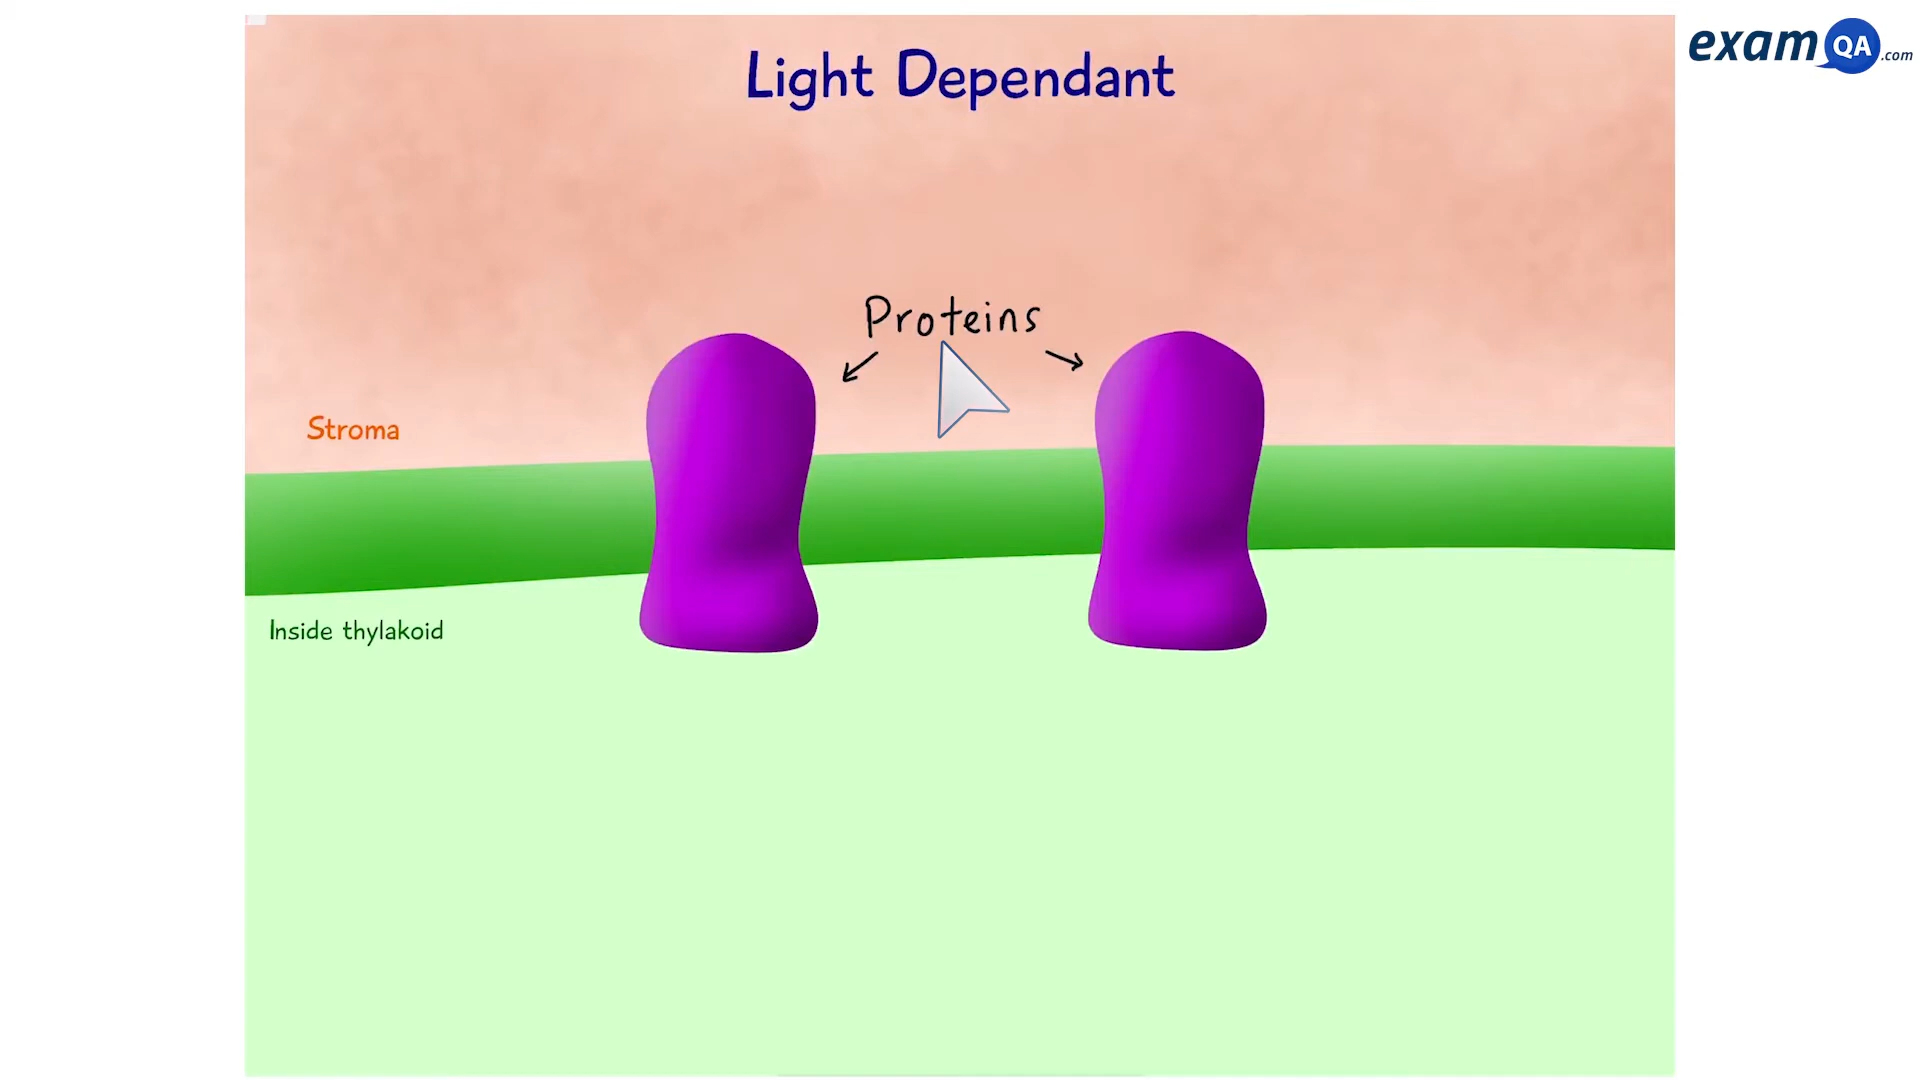 examQA.com
Light Dependant
Proteins
Stroma
Inside thylakoid